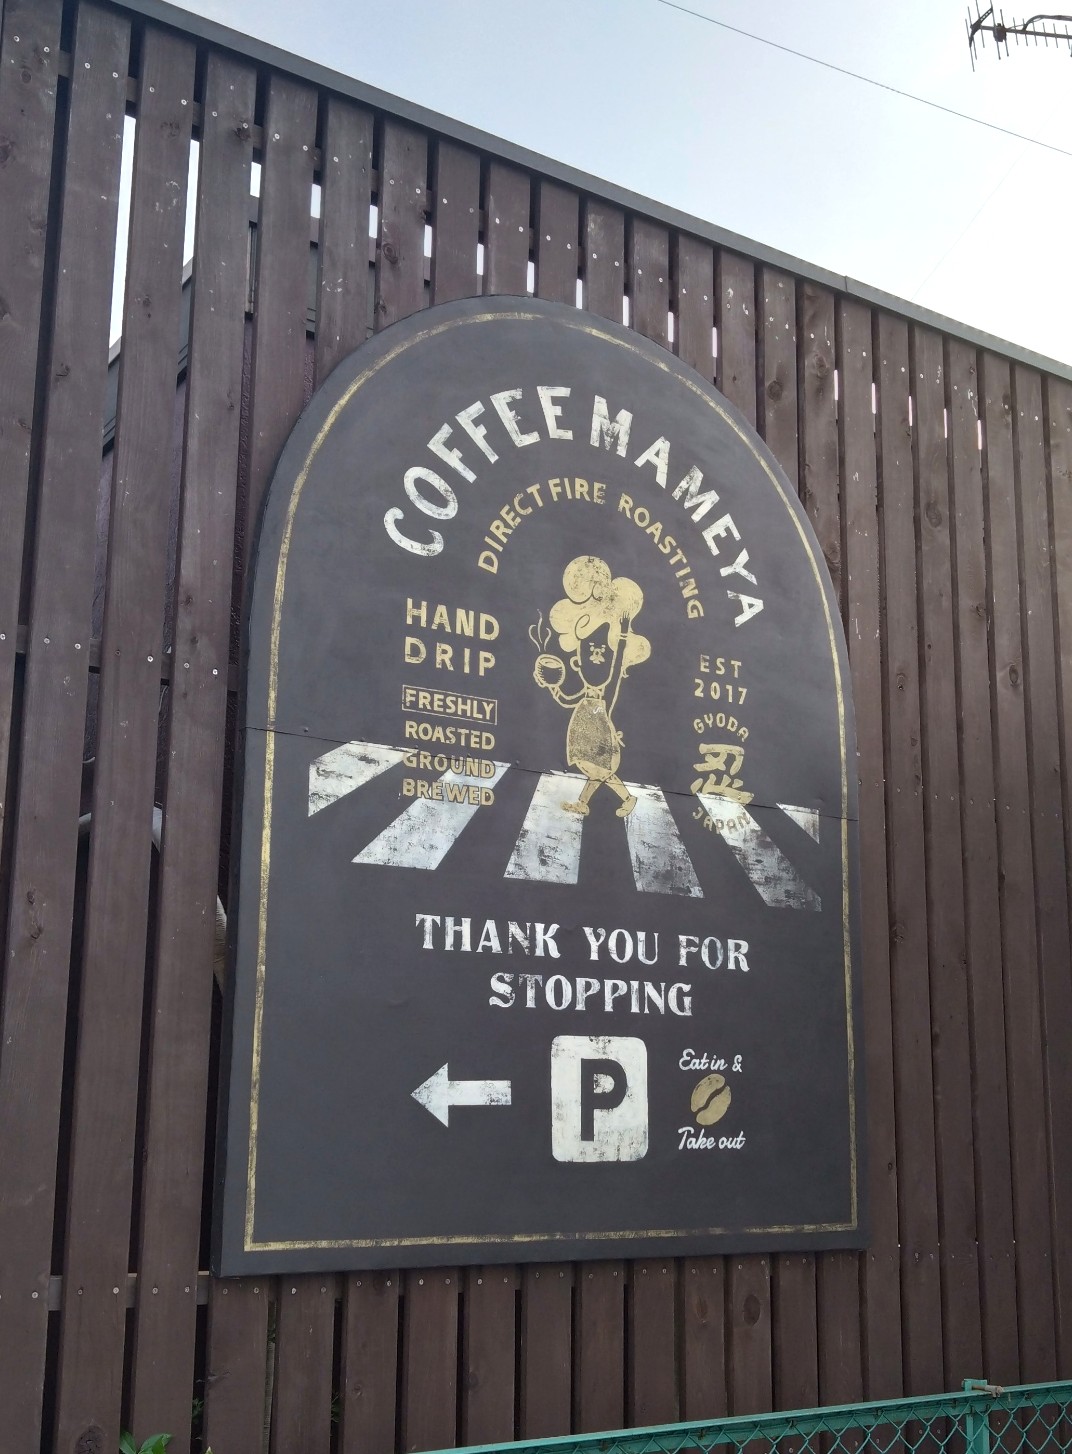 COFFEE MAMEYA
DIRECT FIRE ROASTING
HAND
DRIP
FRESHLY
ROASTED
GROUND
BREWED
EST
2017
GYODA
忍
JAPAN
THANK YOU FOR
STOPPING
P
Eat in &
Take out